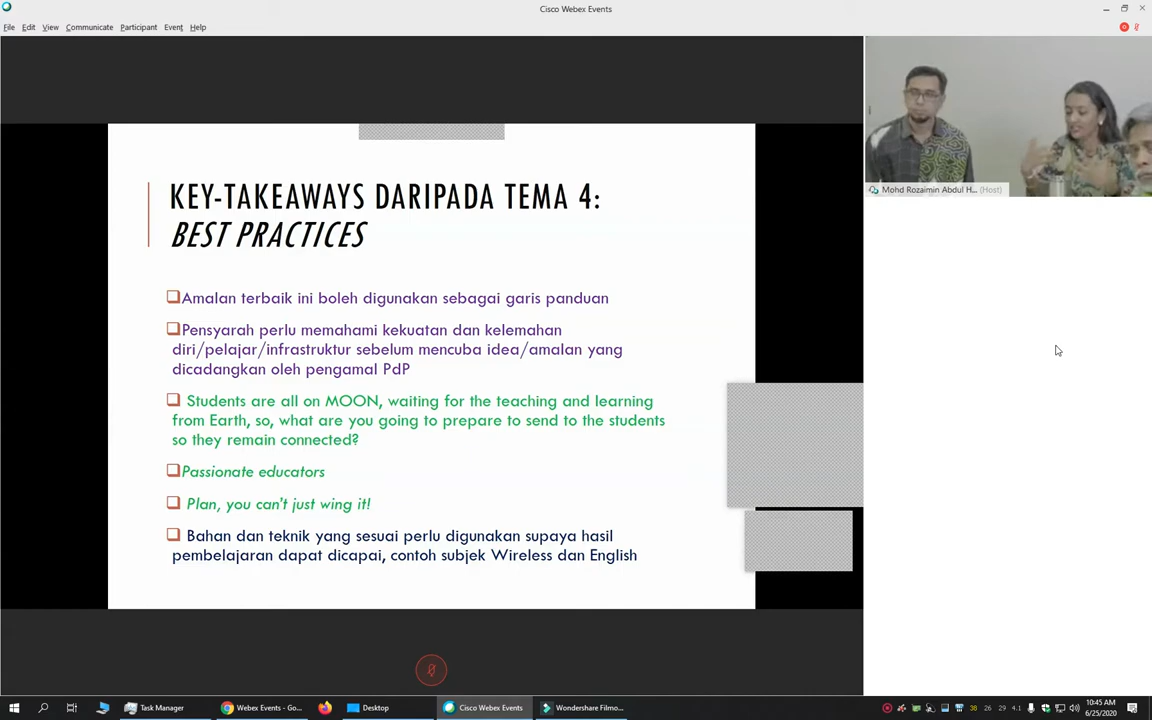 Cisco Webex Events
File Edit View Communicate Participant Event Help
Mohd Rozaimin Abdul H... (Host)
KEY-TAKEAWAYS DARIPADA TEMA 4:
BEST PRACTICES
Amalan terbaik ini boleh digunakan sebagai garis panduan
Pensyarah perlu memahami kekuatan dan kelemahan
diri/pelajar/infrastruktur sebelum mencuba idea/amalan yang
dicadangkan oleh pengamal PdP
Students are all on MOON, waiting for the teaching and learning
from Earth, so, what are you going to prepare to send to the students
so they remain connected?
Passionate educators
Plan, you can't just wing it!
Bahan dan teknik yang sesuai perlu digunakan supaya hasil
pembelajaran dapat dicapai, contoh subjek Wireless dan English
Task Manager Webex Events - Go... Desktop Cisco Webex Events Wondershare Filmo... 38 26 29 4.1 10:45 AM
6/25/2020